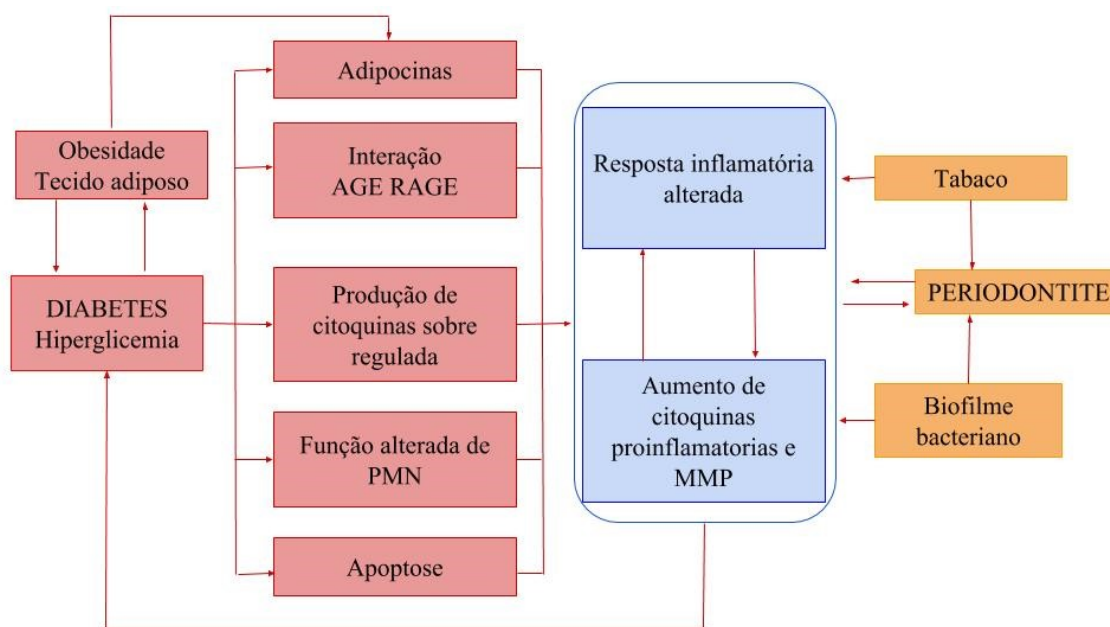 Adipocinas
Obesidade
Tecido adiposo
Interação
AGE RAGE
Resposta inflamatória
alterada
Tabaco
DIABETES
Hiperglicemia
Produção de
citoquinas sobre
regulada
PERIODONTITE
Aumento de
citoquinas
proinflamatorias e
MMP
Biofilme
bacteriano
Função alterada de
PMN
Apoptose